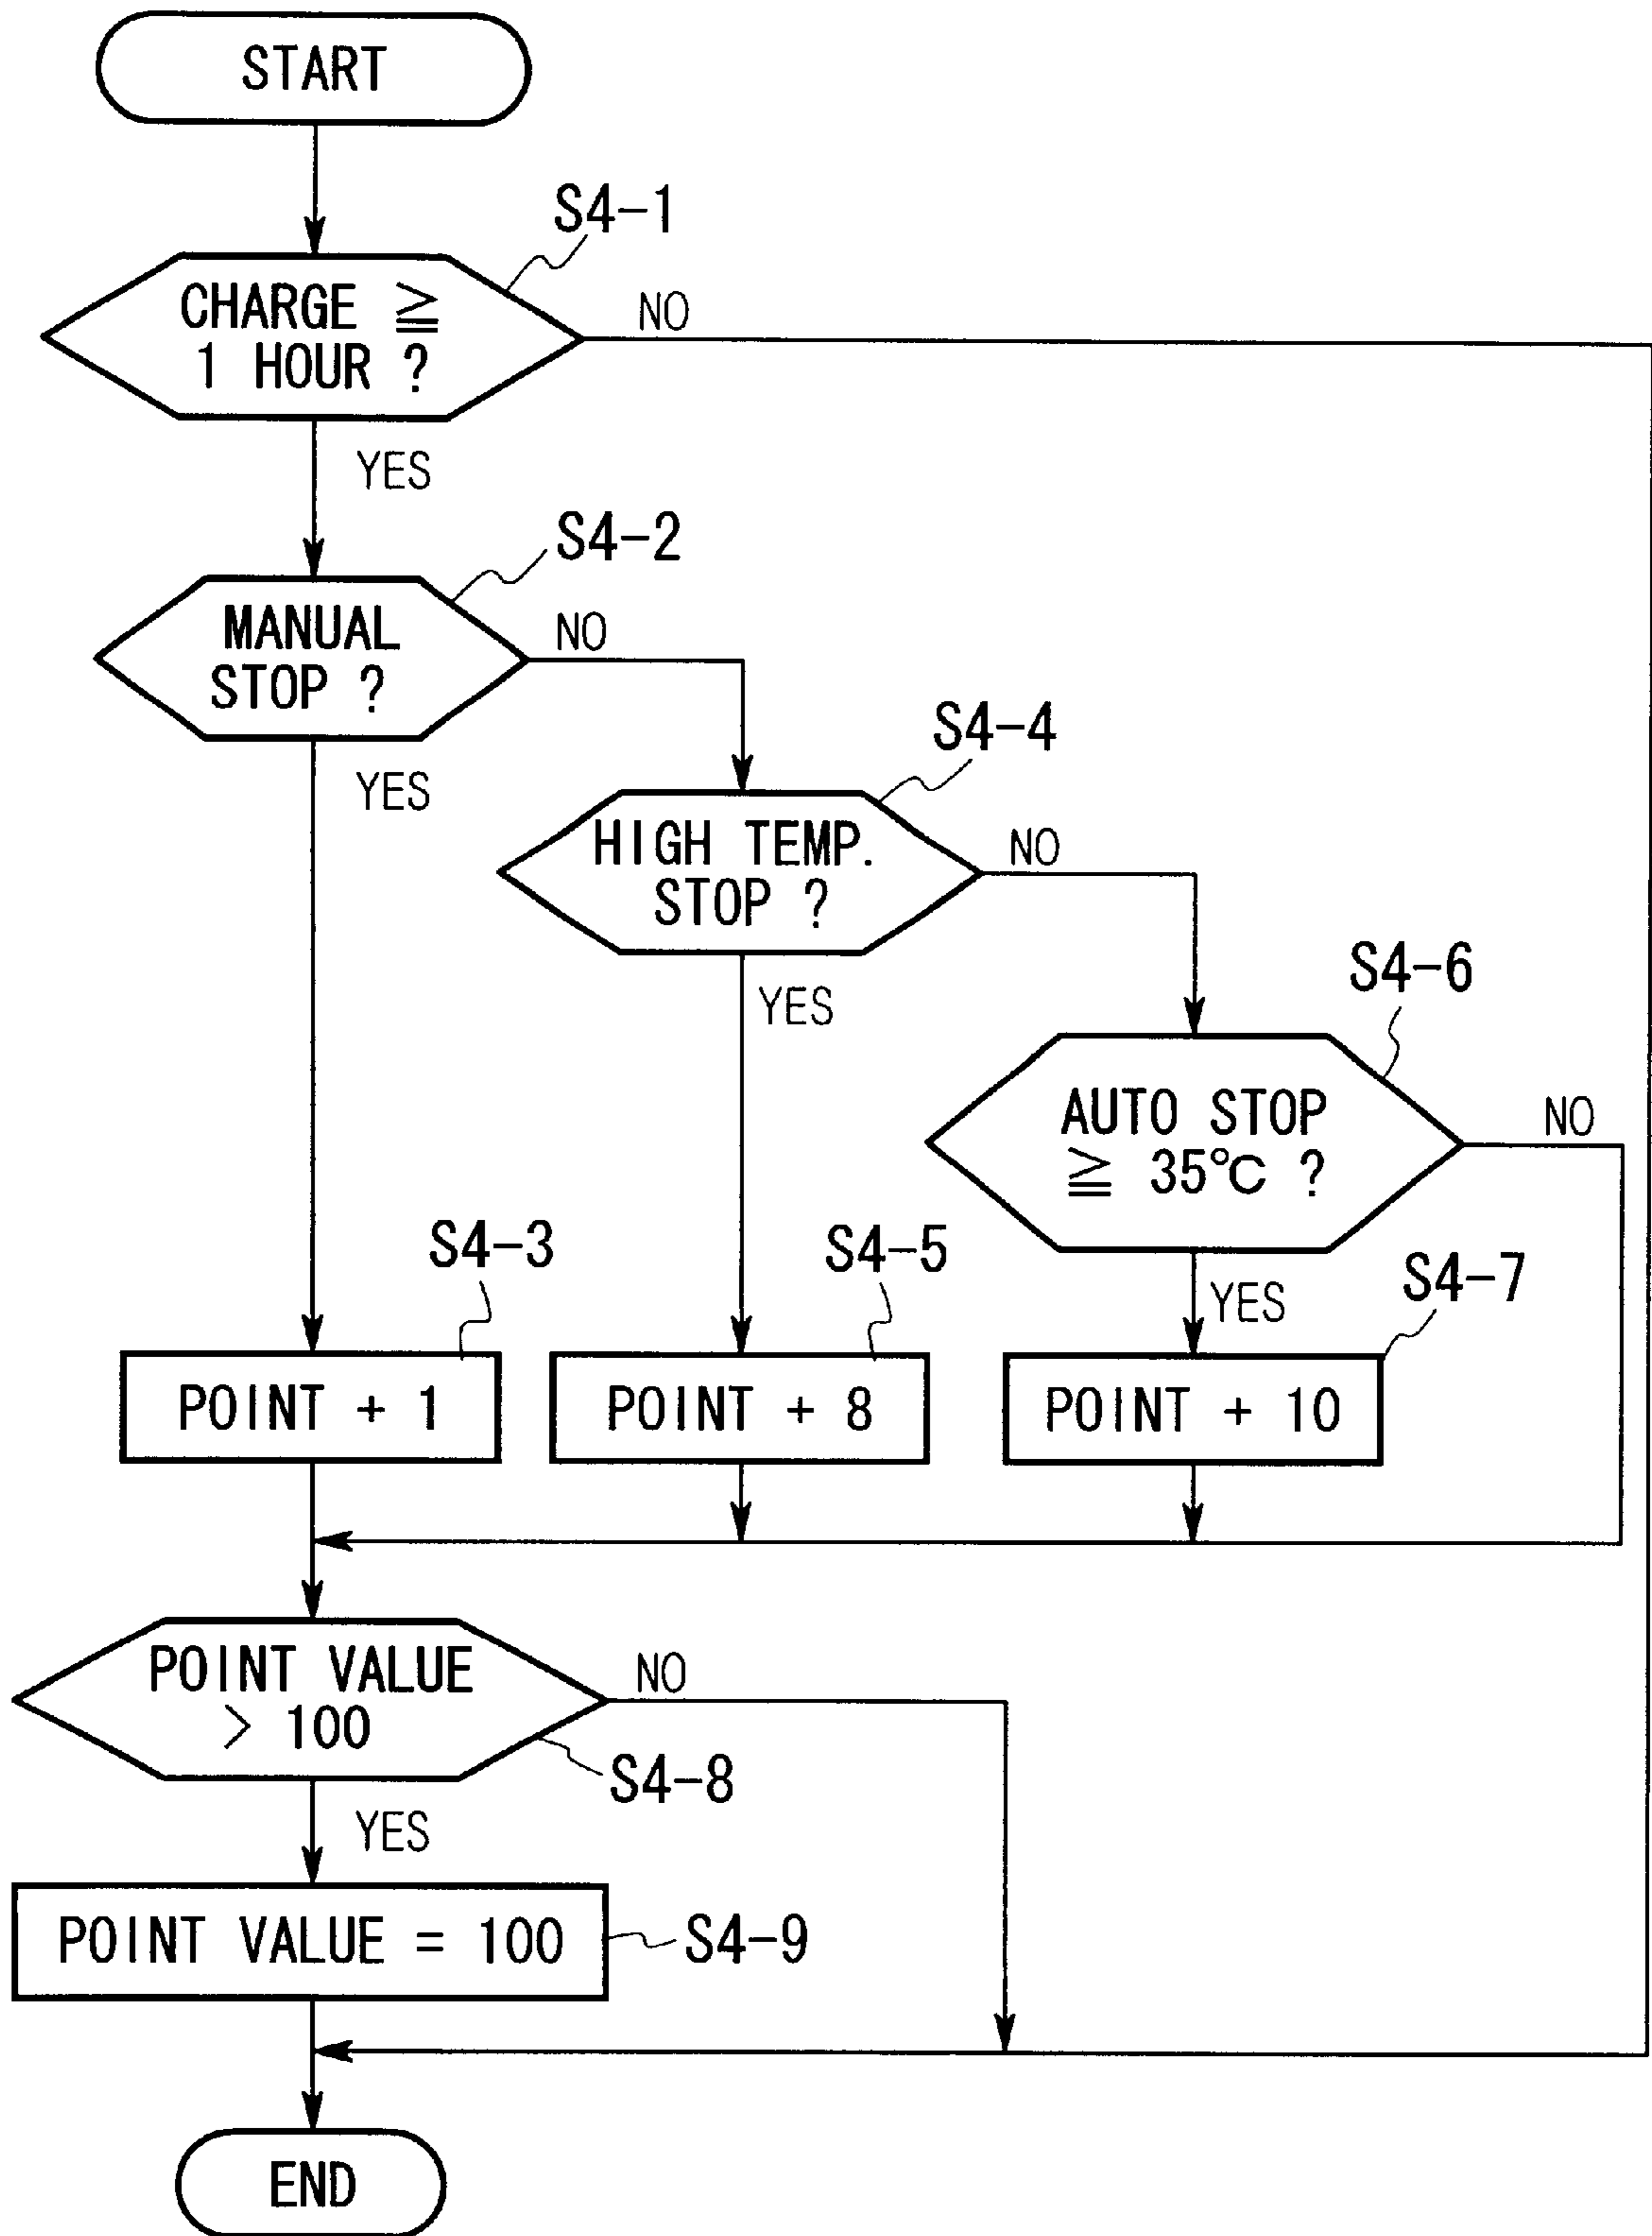 START
S4-1
CHARGE ≧
1 HOUR ?
NO
YES
S4-2
MANUAL
STOP ?
NO
YES
S4-4
HIGH TEMP.
STOP ?
NO
YES
S4-6
AUTO STOP
≧ 35℃ ?
NO
YES
S4-3
S4-5
S4-7
POINT + 1
POINT + 8
POINT + 10
POINT VALUE
> 100
NO
S4-8
YES
POINT VALUE = 100
S4-9
END